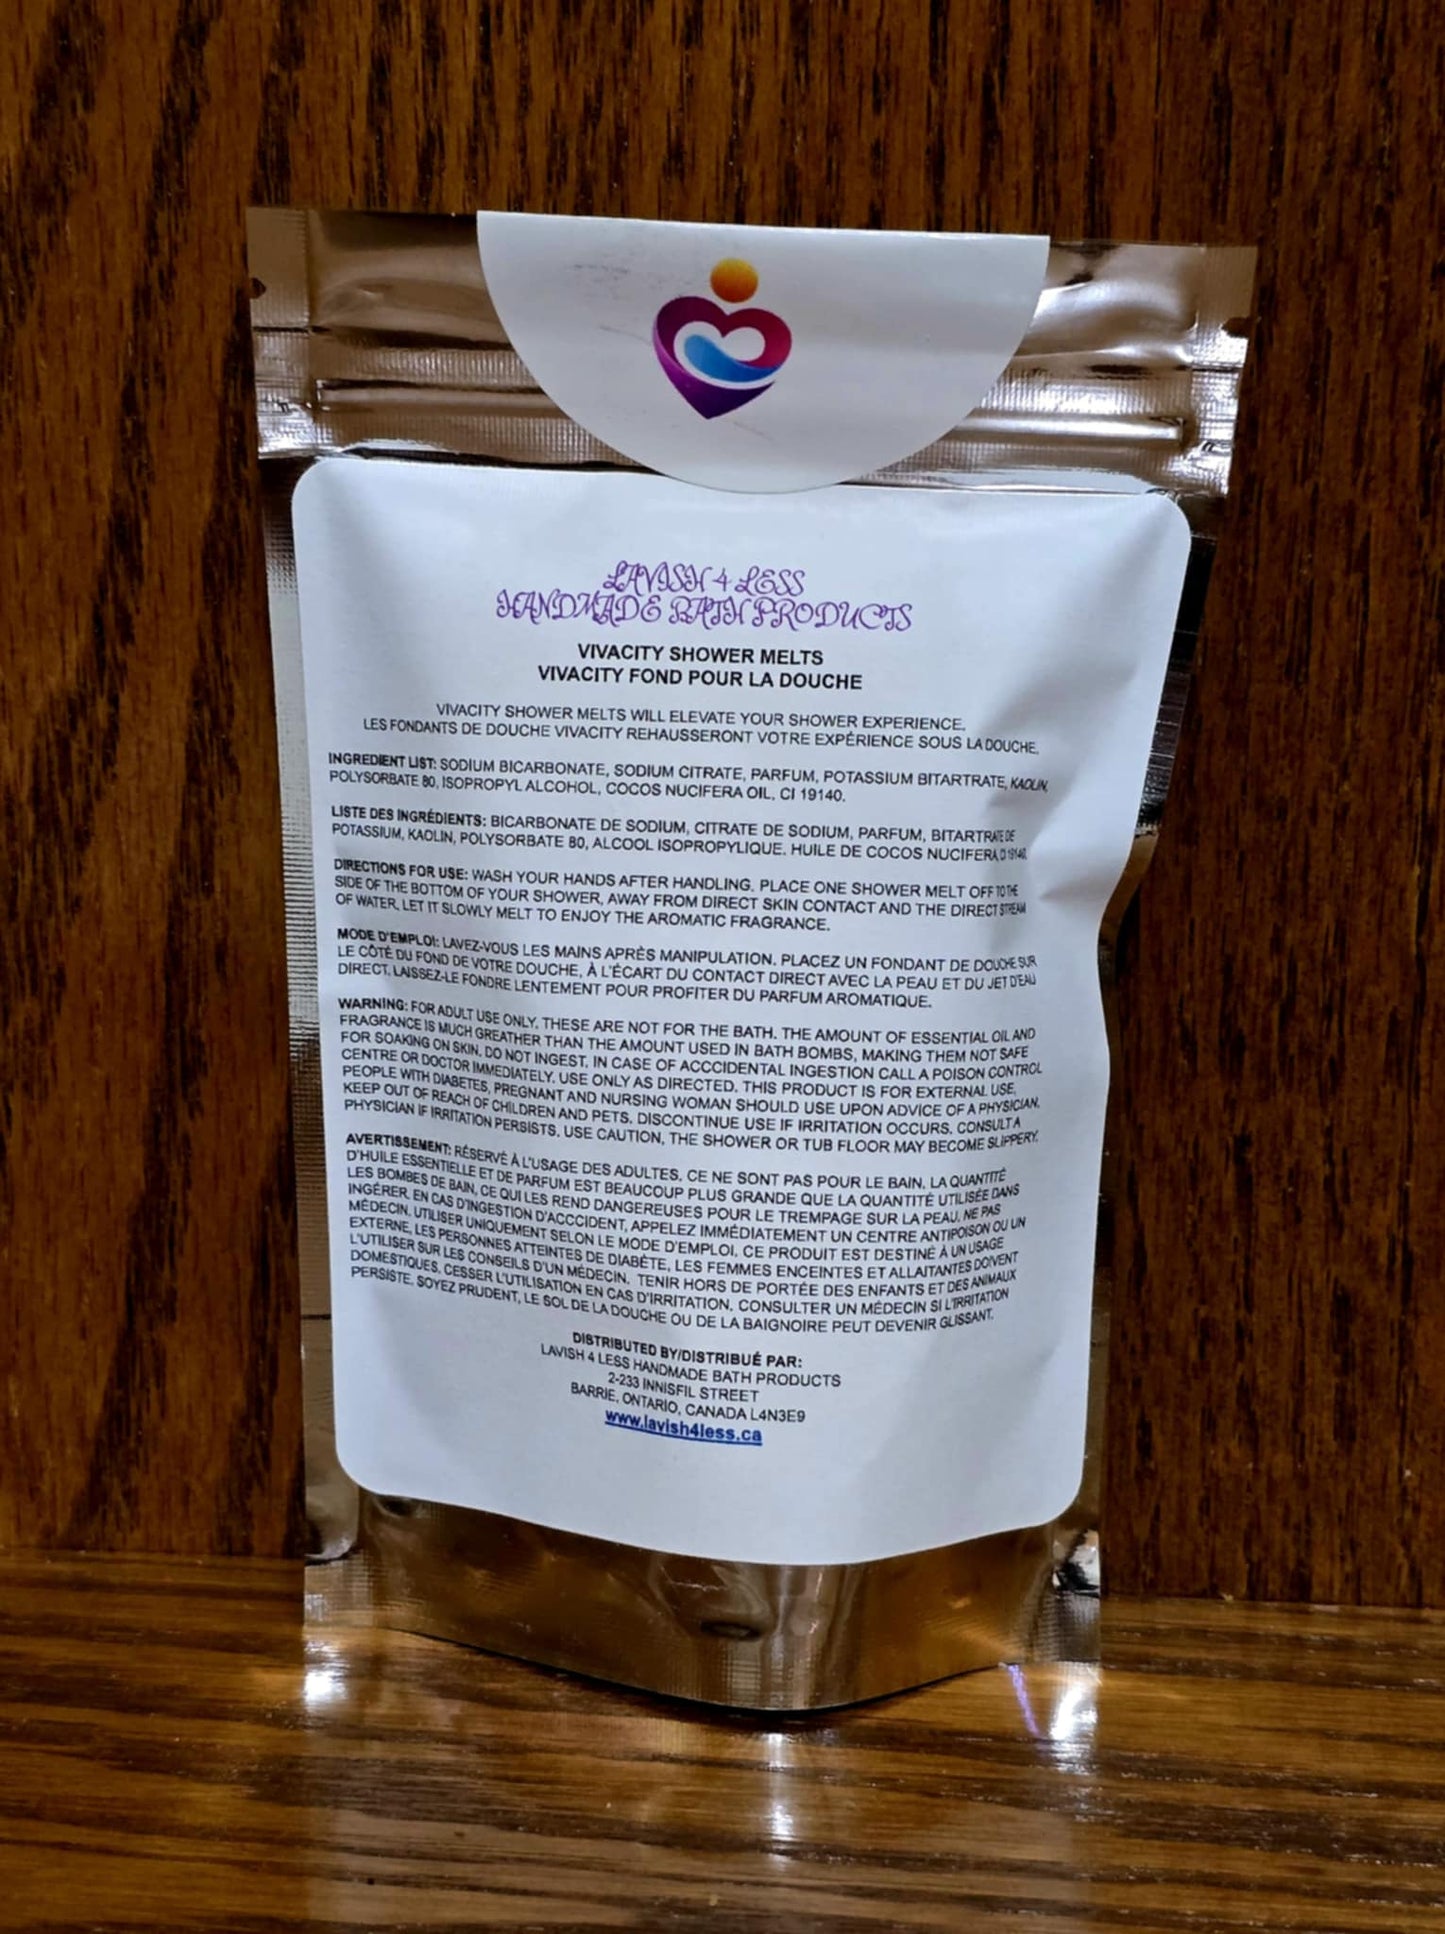 LAVISH 4 LESS
HANDMADE BATH PRODUCTS
VIVACITY SHOWER MELTS
VIVACITY FOND POUR LA DOUCHE
VIVACITY SHOWER MELTS WILL ELEVATE YOUR SHOWER EXPERIENCE.
LES FONDANTS DE DOUCHE VIVACITY REHAUSSERONT VOTRE EXPÉRIENCE SOUS LA DOUCHE.
INGREDIENT LIST: SODIUM BICARBONATE, SODIUM CITRATE, PARFUM, POTASSIUM BITARTRATE, KAOLIN,
POLYSORBATE 80, ISOPROPYL ALCOHOL, COCOS NUCIFERA OIL, CI 19140.
LISTE DES INGRÉDIENTS: BICARBONATE DE SODIUM, CITRATE DE SODIUM, PARFUM, BITARTRATE DE
POTASSIUM, KAOLIN, POLYSORBATE 80, ALCOOL ISOPROPYLIQUE. HUILE DE COCOS NUCIFERA, CI 19140.
DIRECTIONS FOR USE: WASH YOUR HANDS AFTER HANDLING. PLACE ONE SHOWER MELT OFF TO THE
SIDE OF THE BOTTOM OF YOUR SHOWER, AWAY FROM DIRECT SKIN CONTACT AND THE DIRECT STREAM
OF WATER. LET IT SLOWLY MELT TO ENJOY THE AROMATIC FRAGRANCE.
MODE D'EMPLOI: LAVEZ-VOUS LES MAINS APRÈS MANIPULATION. PLACEZ UN FONDANT DE DOUCHE SUR
LE CÔTÉ DU FOND DE VOTRE DOUCHE, À L'ÉCART DU CONTACT DIRECT AVEC LA PEAU ET DU JET D'EAU
DIRECT. LAISSEZ-LE FONDRE LENTEMENT POUR PROFITER DU PARFUM AROMATIQUE.
WARNING: FOR ADULT USE ONLY. THESE ARE NOT FOR THE BATH. THE AMOUNT OF ESSENTIAL OIL AND
FRAGRANCE IS MUCH GREATHER THAN THE AMOUNT USED IN BATH BOMBS, MAKING THEM NOT SAFE
FOR SOAKING ON SKIN. DO NOT INGEST. IN CASE OF ACCCIDENTAL INGESTION CALL A POISON CONTROL
CENTRE OR DOCTOR IMMEDIATELY. USE ONLY AS DIRECTED. THIS PRODUCT IS FOR EXTERNAL USE,
PEOPLE WITH DIABETES, PREGNANT AND NURSING WOMAN SHOULD USE UPON ADVICE OF A PHYSICIAN.
KEEP OUT OF REACH OF CHILDREN AND PETS. DISCONTINUE USE IF IRRITATION OCCURS. CONSULT A
PHYSICIAN IF IRRITATION PERSISTS. USE CAUTION, THE SHOWER OR TUB FLOOR MAY BECOME SLIPPERY.
AVERTISSEMENT: RÉSERVÉ À L'USAGE DES ADULTES. CE NE SONT PAS POUR LE BAIN. LA QUANTITÉ
D'HUILE ESSENTIELLE ET DE PARFUM EST BEAUCOUP PLUS GRANDE QUE LA QUANTITÉ UTILISÉE DANS
LES BOMBES DE BAIN, CE QUI LES REND DANGEREUSES POUR LE TREMPAGE SUR LA PEAU. NE PAS
INGÉRER. EN CAS D'INGESTION D'ACCCIDENT, APPELEZ IMMÉDIATEMENT UN CENTRE ANTIPOISON OU UN
MÉDECIN. UTILISER UNIQUEMENT SELON LE MODE D'EMPLOI. CE PRODUIT EST DESTINÉ À UN USAGE
EXTERNE, LES PERSONNES ATTEINTES DE DIABÈTE, LES FEMMES ENCEINTES ET ALLAITANTES DOIVENT
L'UTILISER SUR LES CONSEILS D'UN MÉDECIN. TENIR HORS DE PORTÉE DES ENFANTS ET DES ANIMAUX
DOMESTIQUES. CESSER L'UTILISATION EN CAS D'IRRITATION. CONSULTER UN MÉDECIN SI L'IRRITATION
PERSISTE. SOYEZ PRUDENT, LE SOL DE LA DOUCHE OU DE LA BAIGNOIRE PEUT DEVENIR GLISSANT.
DISTRIBUTED BY/DISTRIBUÉ PAR:
LAVISH 4 LESS HANDMADE BATH PRODUCTS
2-233 INNISFIL STREET
BARRIE, ONTARIO, CANADA L4N3E9
www.lavish4less.ca